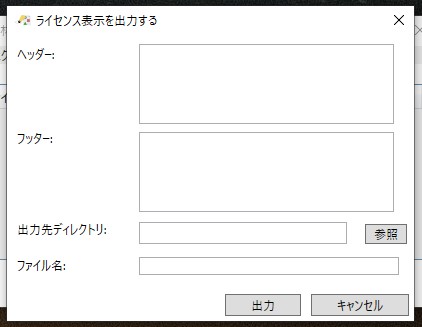 ライセンス表示を出力する
ヘッダー:
フッター:
出力先ディレクトリ:
参照
ファイル名:
出力
キャンセル